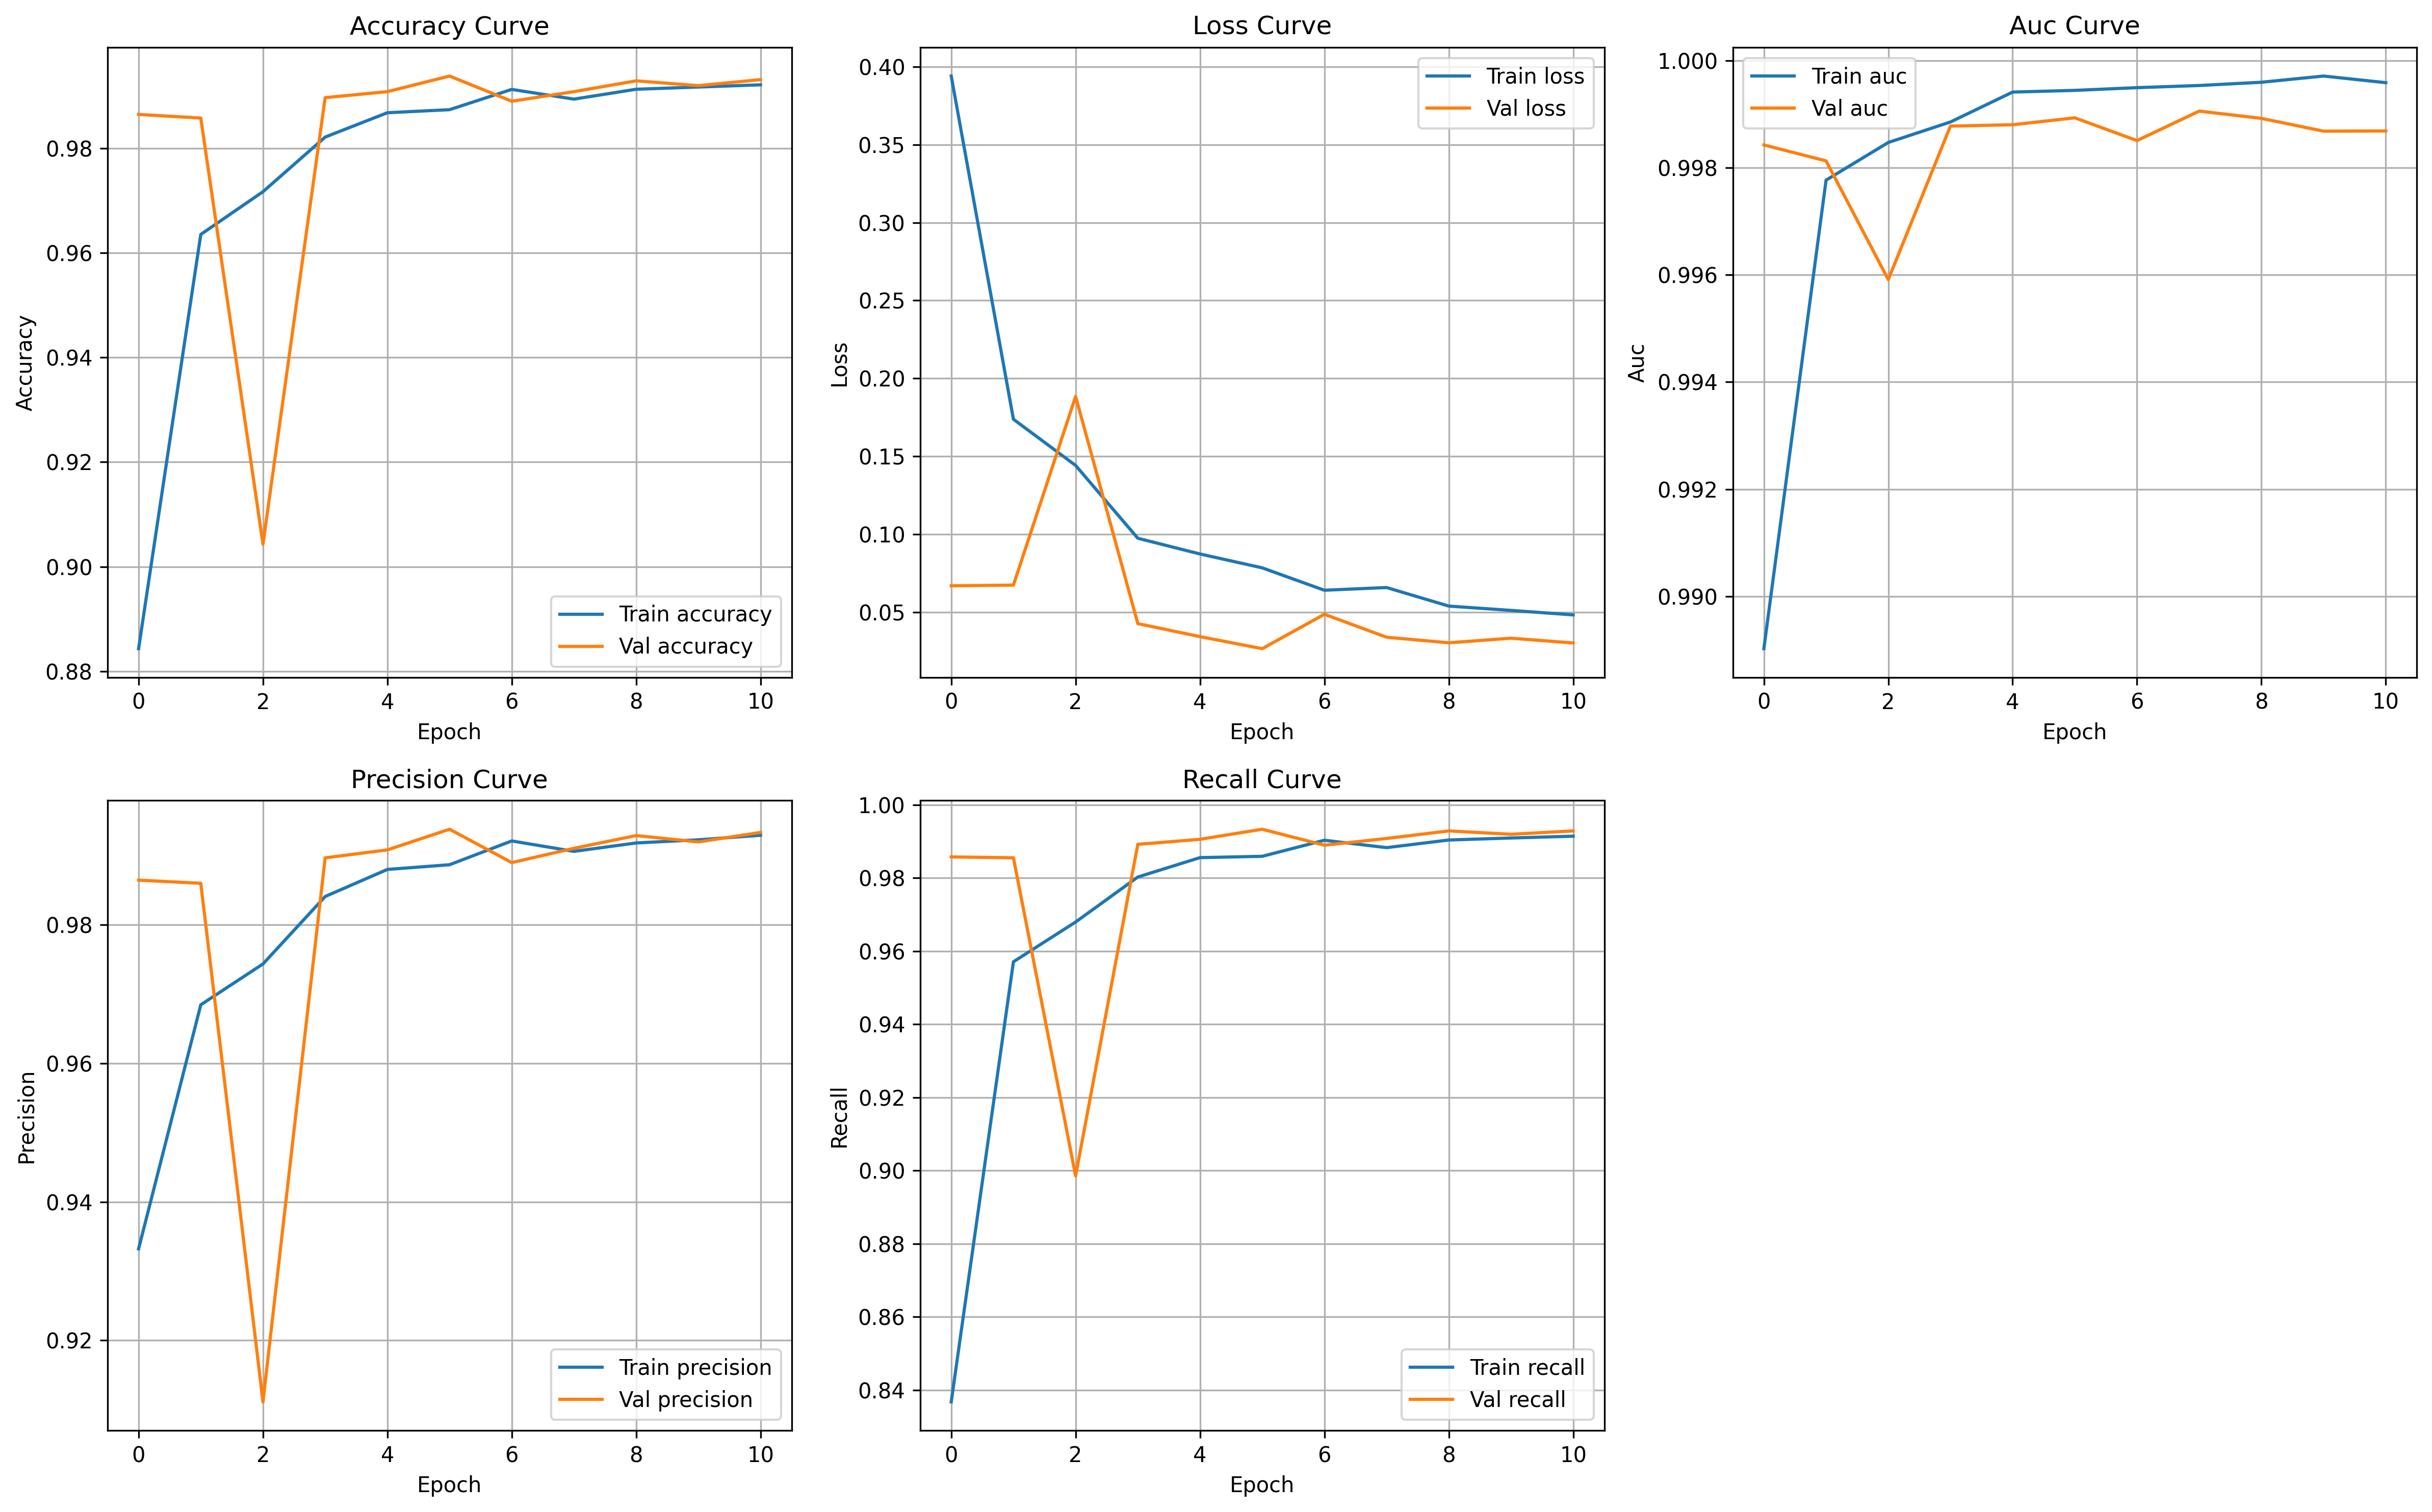 Accuracy Curve
Accuracy
0.98
0.96
0.94
0.92
0.90
0.88
0 2 4 6 8 10
Epoch
Train accuracy
Val accuracy
Loss Curve
Loss
0.40
0.35
0.30
0.25
0.20
0.15
0.10
0.05
0 2 4 6 8 10
Epoch
Train loss
Val loss
Auc Curve
Auc
1.000
0.998
0.996
0.994
0.992
0.990
0 2 4 6 8 10
Epoch
Train auc
Val auc
Precision Curve
Precision
0.98
0.96
0.94
0.92
0 2 4 6 8 10
Epoch
Train precision
Val precision
Recall Curve
Recall
1.00
0.98
0.96
0.94
0.92
0.90
0.88
0.86
0.84
0 2 4 6 8 10
Epoch
Train recall
Val recall